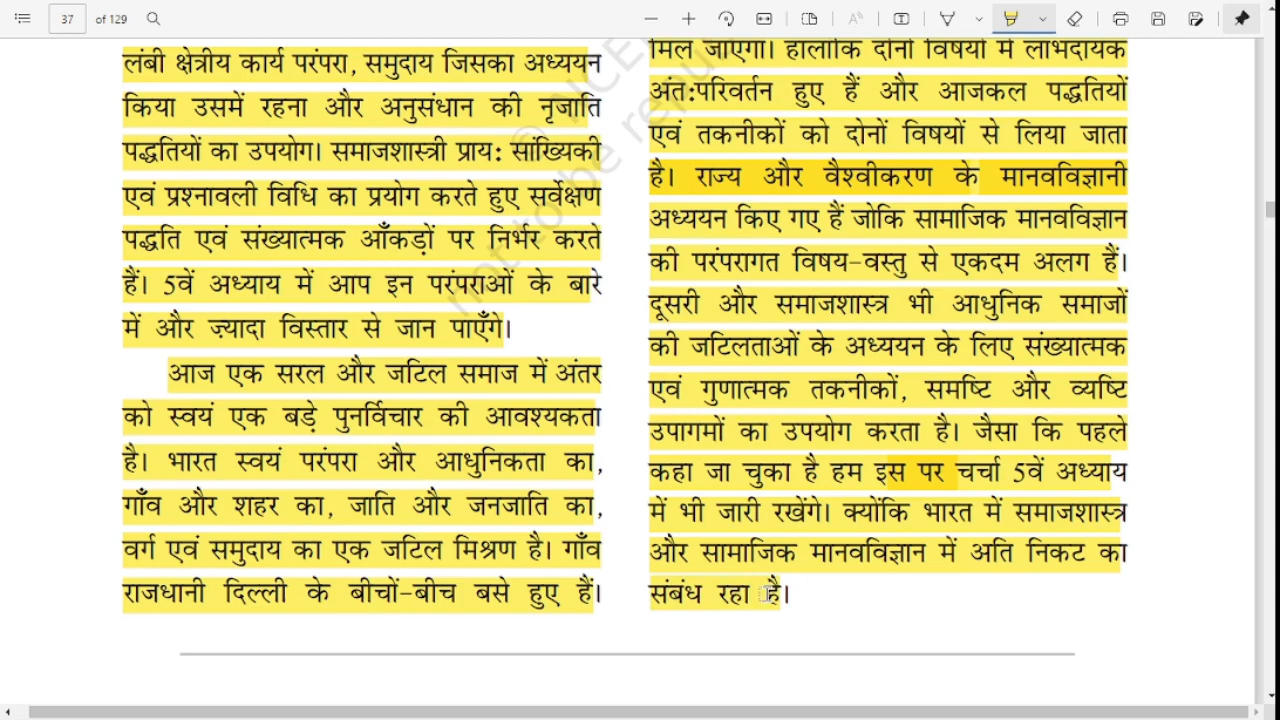 37
of 129
लंबी क्षेत्रीय कार्य परंपरा, समुदाय जिसका अध्ययन
किया उसमें रहना और अनुसंधान की नृजाति
पद्धतियों का उपयोग। समाजशास्त्री प्राय: सांख्यिकी
एवं प्रश्नावली विधि का प्रयोग करते हुए सर्वेक्षण
पद्धति एवं संख्यात्मक आँकड़ों पर निर्भर करते
हैं। 5वें अध्याय में आप इन परंपराओं के बारे
में और ज़्यादा विस्तार से जान पाएँगे।
आज एक सरल और जटिल समाज में अंतर
को स्वयं एक बड़े पुनर्विचार की आवश्यकता
है। भारत स्वयं परंपरा और आधुनिकता का,
गाँव और शहर का, जाति और जनजाति का,
वर्ग एवं समुदाय का एक जटिल मिश्रण है। गाँव
राजधानी दिल्ली के बीचों-बीच बसे हुए हैं।
मिल जाएगा। हालाँकि दोनों विषयों में लाभदायक
अंत:परिवर्तन हुए हैं और आजकल पद्धतियों
एवं तकनीकों को दोनों विषयों से लिया जाता
है। राज्य और वैश्वीकरण के मानवविज्ञानी
अध्ययन किए गए हैं जोकि सामाजिक मानवविज्ञान
की परंपरागत विषय-वस्तु से एकदम अलग हैं।
दूसरी और समाजशास्त्र भी आधुनिक समाजों
की जटिलताओं के अध्ययन के लिए संख्यात्मक
एवं गुणात्मक तकनीकों, समष्टि और व्यष्टि
उपागमों का उपयोग करता है। जैसा कि पहले
कहा जा चुका है हम इस पर चर्चा 5वें अध्याय
में भी जारी रखेंगे। क्योंकि भारत में समाजशास्त्र
और सामाजिक मानवविज्ञान में अति निकट का
संबंध रहा है।
© NCE
not to be repu